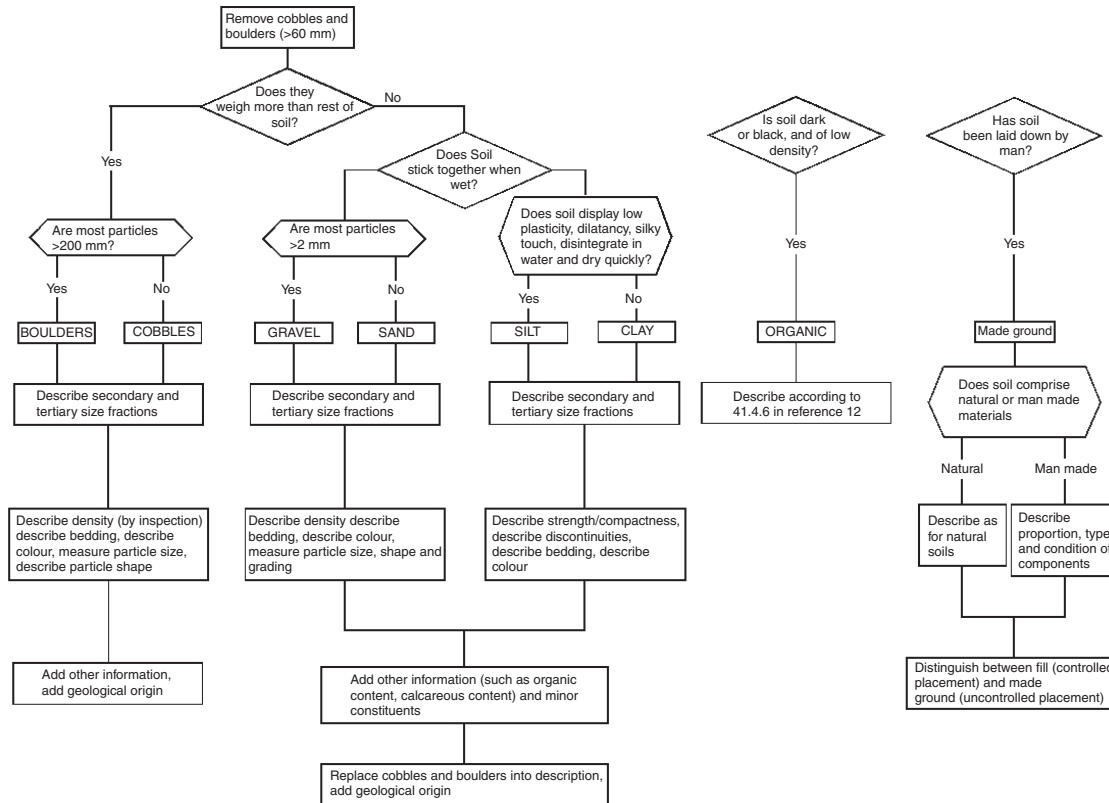 Remove cobbles and
boulders (>60 mm)
Does they
weigh more than rest of
soil?
No
Yes
Does Soil
stick together when
wet?
Are most particles
>200 mm?
Yes
No
BOULDERS
COBBLES
Describe secondary and
tertiary size fractions
Describe density (by inspection)
describe bedding, describe
colour, measure particle size,
describe particle shape
Add other information,
add geological origin
Are most particles
>2 mm
Yes
No
GRAVEL
SAND
Describe secondary and
tertiary size fractions
Describe density describe
bedding, describe colour,
measure particle size, shape and
grading
Does soil display low
plasticity, dilatancy, silky
touch, disintegrate in
water and dry quickly?
Yes
No
SILT
CLAY
Describe secondary and
tertiary size fractions
Describe strength/compactness,
describe discontinuities,
describe bedding, describe
colour
Add other information (such as organic
content, calcareous content) and minor
constituents
Replace cobbles and boulders into description,
add geological origin
Is soil dark
or black, and of low
density?
Yes
ORGANIC
Describe according to
41.4.6 in reference 12
Has soil
been laid down by
man?
Yes
Made ground
Does soil comprise
natural or man made
materials
Natural
Man made
Describe as
for natural
soils
Describe
proportion, type
and condition of
components
Distinguish between fill (controlled
placement) and made
ground (uncontrolled placement)